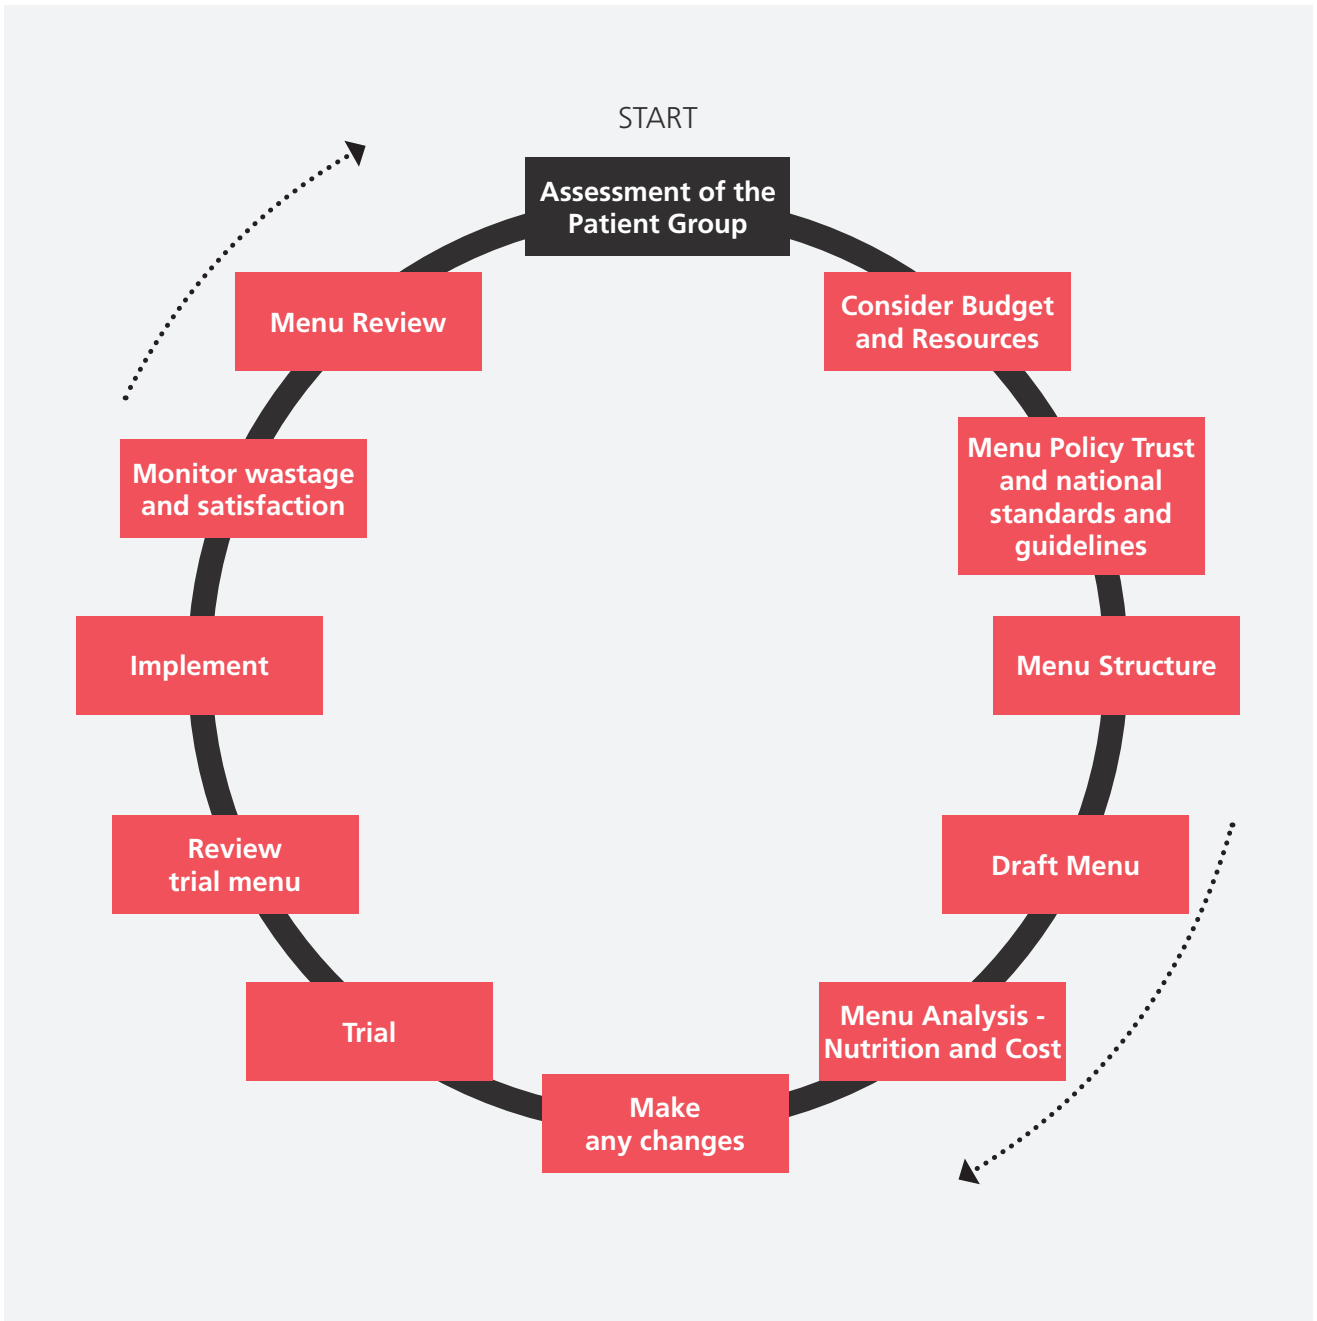 START
Assessment of the
Patient Group
Consider Budget
and Resources
Menu Policy Trust
and national
standards and
guidelines
Menu Structure
Draft Menu
Menu Analysis -
Nutrition and Cost
Make
any changes
Trial
Review
trial menu
Implement
Monitor wastage
and satisfaction
Menu Review